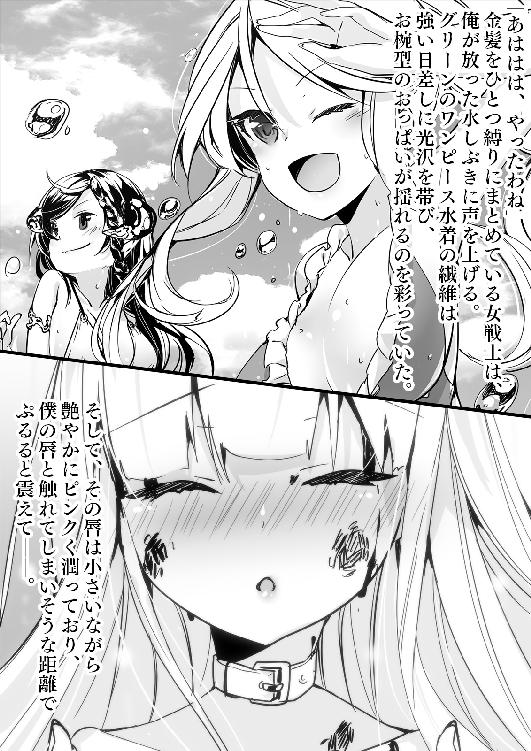 「あははは、やったわね」
金髪をひとつ縛りにまとめている女戦士は、
俺が放った水しぶきに声を上げる。
グリーンのワンピース水着の繊維は
強い日差しに光沢を帯び、
お椀型のおっぱいが揺れるのを彩っていた。
そして、その唇は小さいながら
艶やかにピンクく潤っており、
僕の唇と触れてしまいそうな距離で
ぷるると震えて――。